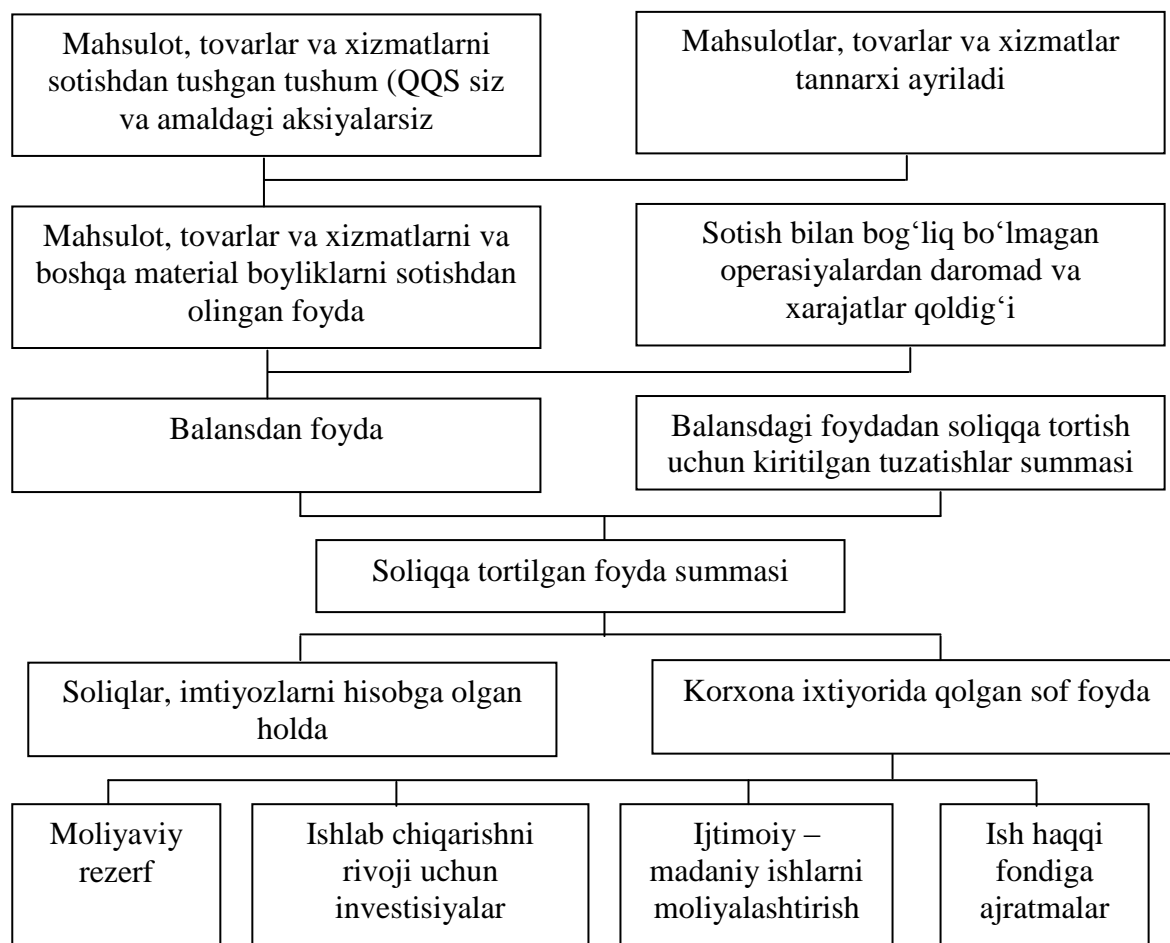 Mahsulot, tovarlar va xizmatlarni
sotishdan tushgan tushum (QQS siz
va amaldagi aksiyalarsiz
Mahsulotlar, tovarlar va xizmatlar
tannarxi ayriladi
Mahsulot, tovarlar va xizmatlarni va
boshqa material boyliklarni sotishdan
olingan foyda
Sotish bilan bog‘liq bo‘lmagan
operasiyalardan daromad va
xarajatlar qoldig‘i
Balansdan foyda
Balansdagi foydadan soliqqa tortish
uchun kiritilgan tuzatishlar summasi
Soliqqa tortilgan foyda summasi
Soliqlar, imtiyozlarni hisobga olgan
holda
Korxona ixtiyorida qolgan sof foyda
Moliyaviy
rezerf
Ishlab chiqarishni
rivoji uchun
investisiyalar
Ijtimoiy –
madaniy ishlarni
moliyalashtirish
Ish haqqi
fondiga
ajratmalar